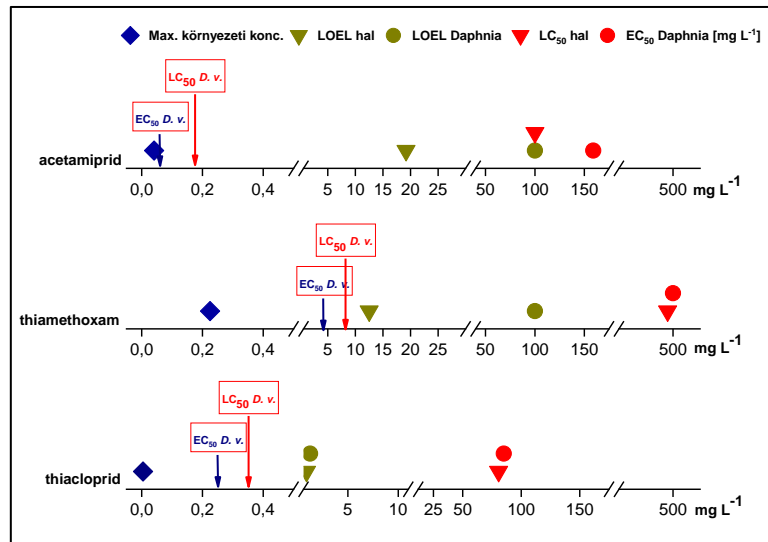 Max. környezeti konc. LOEL hal LOEL Daphnia LC50 hal EC50 Daphnia [mg L-1]
LC50 D. v.
EC50 D. v.
acetamiprid
0,0 0,2 0,4 5 10 15 20 25 50 100 150 500 mg L-1
LC50 D. v.
EC50 D. v.
thiamethoxam
0,0 0,2 0,4 5 10 15 20 25 50 100 150 500 mg L-1
LC50 D. v.
EC50 D. v.
thiacloprid
0,0 0,2 0,4 5 10 25 50 100 150 500 mg L-1